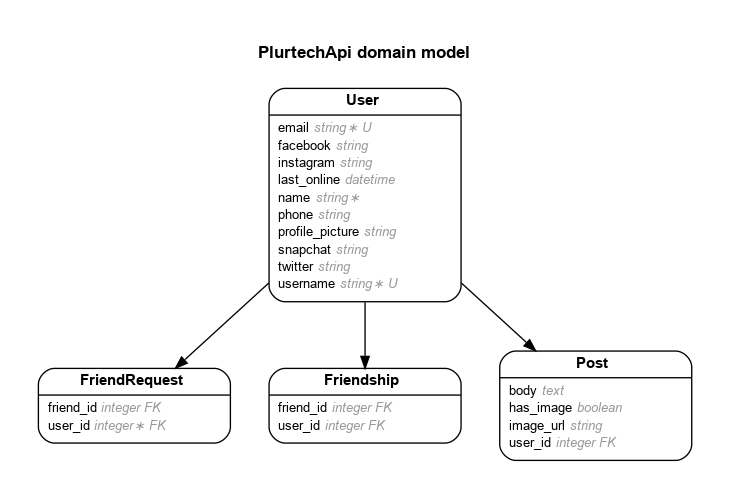 PlurtechApi domain model
User
email string∗ U
facebook string
instagram string
last_online datetime
name string∗
phone string
profile_picture string
snapchat string
twitter string
username string∗ U
FriendRequest
friend_id integer FK
user_id integer∗ FK
Friendship
friend_id integer FK
user_id integer FK
Post
body text
has_image boolean
image_url string
user_id integer FK